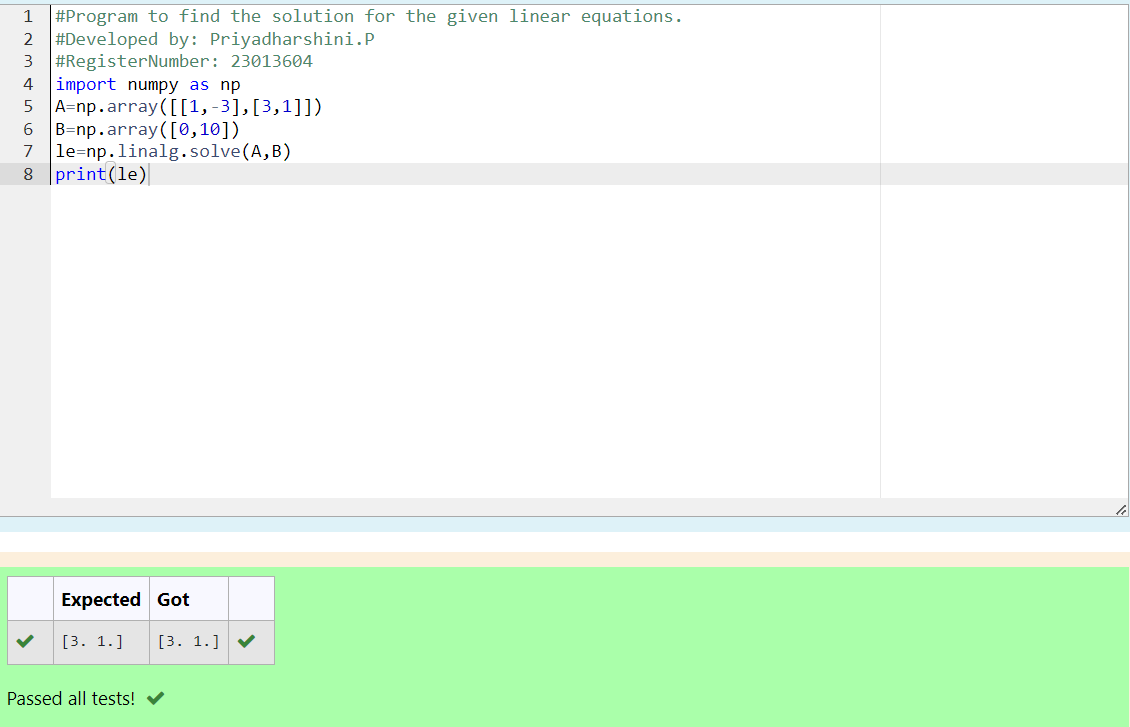 1 #Program to find the solution for the given linear equations.
2 #Developed by: Priyadharshini.P
3 #RegisterNumber: 23013604
4 import numpy as np
5 A=np.array([[1,-3],[3,1]])
6 B=np.array([0,10])
7 le=np.linalg.solve(A,B)
8 print(le)
Expected Got
[3. 1.] [3. 1.]
Passed all tests!